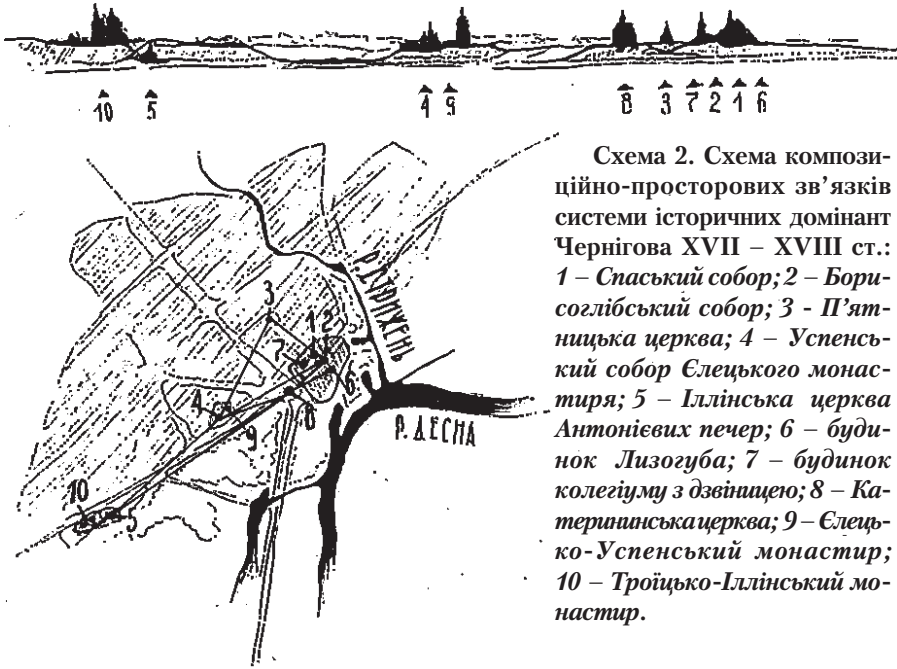 10 5 4 9 8 3 7 2 1 6
Схема 2. Схема компози-
ційно-просторових зв’язків
системи історичних домінант
Чернігова XVII – XVIII ст.:
1 – Спаський собор; 2 – Бори-
соглібський собор; 3 - П’ят-
ницька церква; 4 – Успенсь-
кий собор Єлецького монас-
тиря; 5 – Іллінська церква
Антонієвих печер; 6 – буди-
нок Лизогуба; 7 – будинок
колегіуму з дзвіницею; 8 – Ка-
терининська церква; 9 – Єлець-
ко-Успенський монастир;
10 – Троїцько-Іллінський мо-
настир.
Р. СТРИЖЕНЬ
3
1 2
7
6
4
8
9
Р. ДЕСНА
10
5